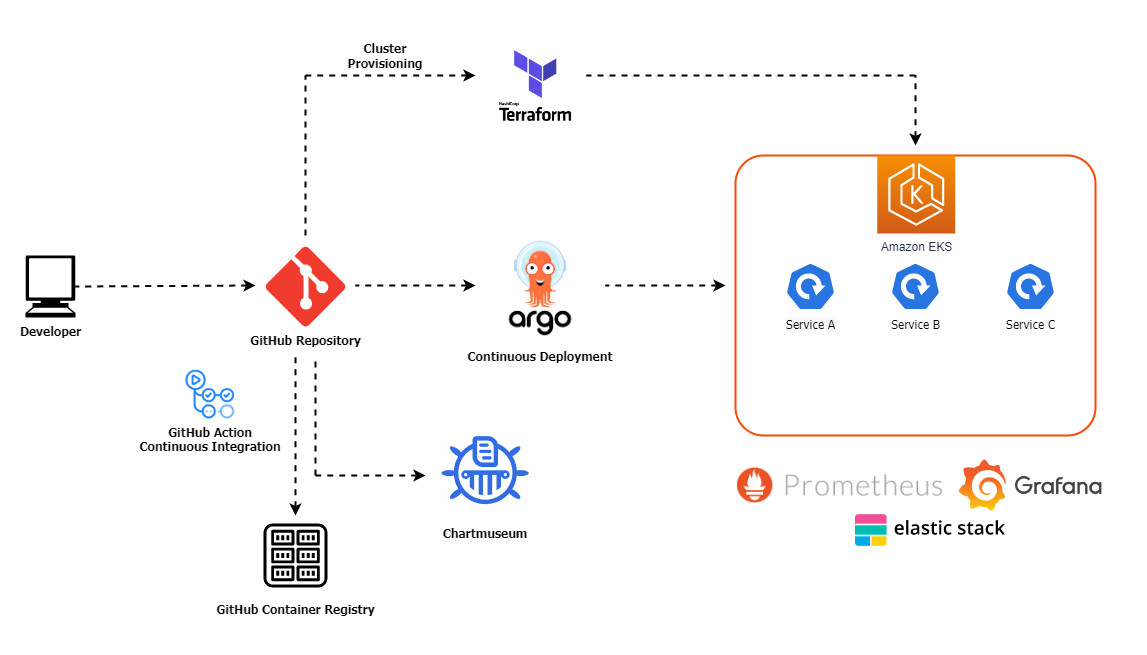 Cluster
Provisioning
HashiCorp
Terraform
Amazon EKS
Service A
Service B
Service C
Developer
GitHub Repository
argo
Continuous Deployment
GitHub Action
Continuous Integration
Chartmuseum
GitHub Container Registry
Prometheus
Grafana
elastic stack